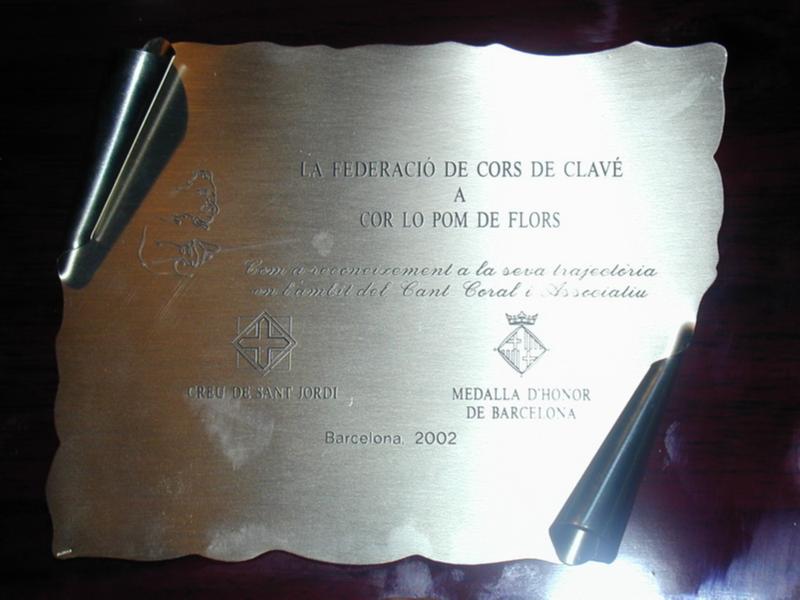 LA FEDERACIÓ DE CORS DE CLAVÉ
A
COR LO POM DE FLORS
Com a reconeixement a la seva trajectòria
en l'àmbit del Cant Coral i Associatiu
CREU DE SANT JORDI
MEDALLA D'HONOR
DE BARCELONA
Barcelona, 2002